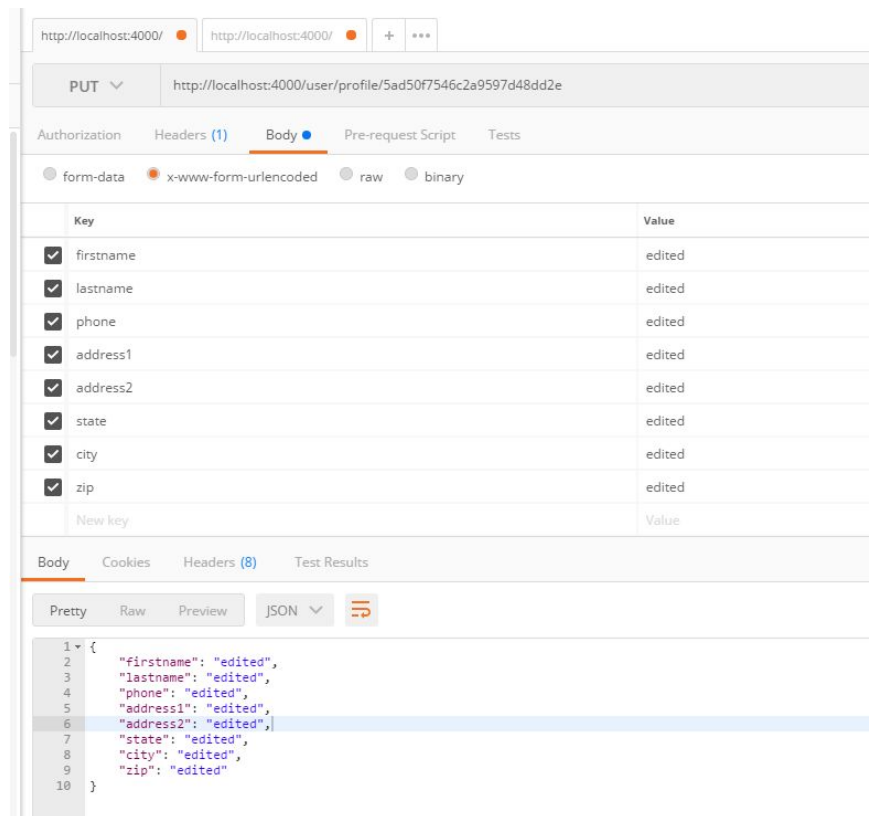 http://localhost:4000/ http://localhost:4000/ + •••
PUT http://localhost:4000/user/profile/5ad50f7546c2a9597d48dd2e
Authorization Headers (1) Body Pre-request Script Tests
form-data x-www-form-urlencoded raw binary
Key Value
firstname edited
lastname edited
phone edited
address1 edited
address2 edited
state edited
city edited
zip edited
New key Value
Body Cookies Headers (8) Test Results
Pretty Raw Preview JSON
1 {
2 "firstname": "edited",
3 "lastname": "edited",
4 "phone": "edited",
5 "address1": "edited",
6 "address2": "edited",
7 "state": "edited",
8 "city": "edited",
9 "zip": "edited"
10 }